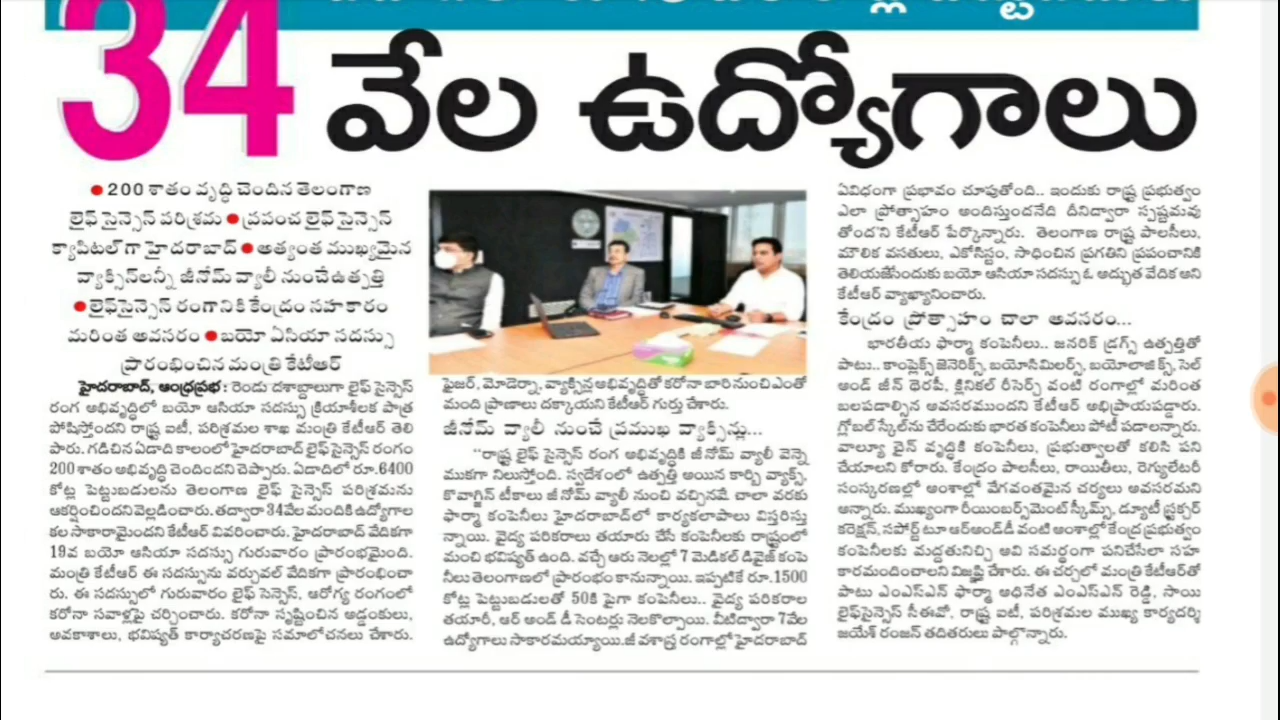 34 వేల ఉద్యోగాలు
●200 శాతం వృద్ధి చెందిన తెలంగాణ
లైఫ్ సైన్సెస్ పరిశ్రమ ●ప్రపంచ లైఫ్ సైన్సెస్
క్యాపిటల్‌గా హైదరాబాద్ ●అత్యంత ముఖ్యమైన
వ్యాక్సిన్‌లన్నీ జీనోమ్ వ్యాలీ నుంచే ఉత్పత్తి
●లైఫ్‌సైన్సెస్ రంగానికి కేంద్రం సహకారం
మరింత అవసరం ●బయో ఏసియా సదస్సు
ప్రారంభించిన మంత్రి కేటీఆర్
హైదరాబాద్, ఆంధ్రప్రభ : రెండు దశాబ్దాలుగా లైఫ్ సైన్సెస్
రంగ అభివృద్ధిలో బయో ఆసియా సదస్సు క్రియాశీలక పాత్ర
పోషిస్తోందని రాష్ట్ర ఐటీ, పరిశ్రమల శాఖ మంత్రి కేటీఆర్ తెలి
పారు. గడిచిన ఏడాది కాలంలో హైదరాబాద్ లైఫ్ సైన్సెస్ రంగం
200 శాతం అభివృద్ధి చెందిందని చెప్పారు. ఏడాదిలో రూ.6400
కోట్ల పెట్టుబడులను తెలంగాణ లైఫ్ సైన్సెస్ పరిశ్రమను
ఆకర్షించిందని వెల్లడించారు. తద్వారా 34వేల మందికి ఉద్యోగాల
కల సాకారామైందని కేటీఆర్ వివరించారు. హైదరాబాద్ వేదికగా
19వ బయో ఆసియా సదస్సు గురువారం ప్రారంభమైంది.
మంత్రి కేటీఆర్ ఈ సదస్సును వర్చువల్ వేదికగా ప్రారంభించా
రు. ఈ సదస్సులో గురువారం లైఫ్ సైన్సెస్, ఆరోగ్య రంగంలో
కరోనా సవాళ్లపై చర్చించారు. కరోనా సృష్టించిన అడ్డంకులు,
అవకాశాలు, భవిష్యత్ కార్యాచరణపై సమాలోచనలు చేశారు.
ఫైజర్, మోడెర్నా, వ్యాక్సిన్ల అభివృద్ధితో కరోనా బారి నుంచి ఎంతో
మంది ప్రాణాలు దక్కాయని కేటీఆర్ గుర్తు చేశారు.
జీనోమ్ వ్యాలీ నుంచే ప్రముఖ వ్యాక్సిన్లు...
“రాష్ట్ర లైఫ్ సైన్సెస్ రంగ అభివృద్ధికి జీనోమ్ వ్యాలీ వెన్నె
ముకగా నిలుస్తోంది. స్వదేశంలో ఉత్పత్తి అయిన కార్బి వ్యాక్స్,
కొవాగ్జిన్ టీకాలు జీనోమ్ వ్యాలీ నుంచి వచ్చినవే. చాలా వరకు
ఫార్మా కంపెనీలు హైదరాబాద్‌లో కార్యకలాపాలు విస్తరిస్తు
న్నాయి. వైద్య పరికరాలు తయారు చేసే కంపెనీలకు రాష్ట్రంలో
మంచి భవిష్యత్ ఉంది. వచ్చే ఆరు నెలల్లో 7 మెడికల్ డివైజ్ కంపె
నీలు తెలంగాణలో ప్రారంభం కానున్నాయి. ఇప్పటికే రూ.1500
కోట్ల పెట్టుబడులతో 50కి పైగా కంపెనీలు.. వైద్య పరికరాల
తయారీ, ఆర్ అండ్ డీ సెంటర్లు నెలకొల్పాయి. వీటిద్వారా 7వేల
ఉద్యోగాలు సాకారమయ్యాయి.జీవశాస్త్ర రంగాల్లో హైదరాబాద్
ఏవిధంగా ప్రభావం చూపుతోంది.. ఇందుకు రాష్ట్ర ప్రభుత్వం
ఎలా ప్రోత్సాహం అందిస్తుందనేది దీనిద్వారా స్పష్టమవు
తోంద'ని కేటీఆర్ పేర్కొన్నారు. తెలంగాణ రాష్ట్ర పాలసీలు,
మౌలిక వసతులు, ఎకోసిస్టం, సాధించిన ప్రగతిని ప్రపంచానికి
తెలియజేసేందుకు బయో ఆసియా సదస్సు ఓ అద్భుత వేదిక అని
కేటీఆర్ వ్యాఖ్యానించారు.
కేంద్రం ప్రోత్సాహం చాలా అవసరం...
భారతీయ ఫార్మా కంపెనీలు.. జనరిక్ డ్రగ్స్ ఉత్పత్తితో
పాటు.. కాంప్లెక్స్‌జెనెరిక్స్, బయోసిమిలర్స్, బయోలాజిక్స్, సెల్
అండ్ జీన్ థెరపీ, క్లినికల్ రీసెర్చ్ వంటి రంగాల్లో మరింత
బలపడాల్సిన అవసరముందని కేటీఆర్ అభిప్రాయపడ్డారు.
గ్లోబల్ స్కేల్‌ను చేరేందుకు భారత కంపెనీలు పోటీ పడాలన్నారు.
వాల్యూ చైన్ వృద్ధికి కంపెనీలు, ప్రభుత్వాలతో కలిసి పని
చేయాలని కోరారు. కేంద్రం పాలసీలు, రాయితీలు, రెగ్యులేటరీ
సంస్కరణల్లో అంశాల్లో వేగవంతమైన చర్యలు అవసరమని
అన్నారు. ముఖ్యంగా రీయింబర్స్‌మెంట్ స్కీమ్స్, డ్యూటీ స్ట్రక్చర్
కరెక్షన్, సపోర్ట్ టూ ఆర్అండ్‌డీ వంటి అంశాల్లో కేంద్ర ప్రభుత్వం
కంపెనీలకు మద్దతునిచ్చి అవి సమర్థంగా పనిచేసేలా సహ
కారమందించాలని విజ్ఞప్తి చేశారు. ఈ చర్చలో మంత్రి కేటీఆర్‌తో
పాటు ఎంఎస్ఎన్ ఫార్మా అధినేత ఎంఎస్ఎన్ రెడ్డి, సాయి
లైఫ్‌సైన్సెస్ సీఈవో, రాష్ట్ర ఐటీ, పరిశ్రమల ముఖ్య కార్యదర్శి
జయేశ్ రంజన్ తదితరులు పాల్గొన్నారు.